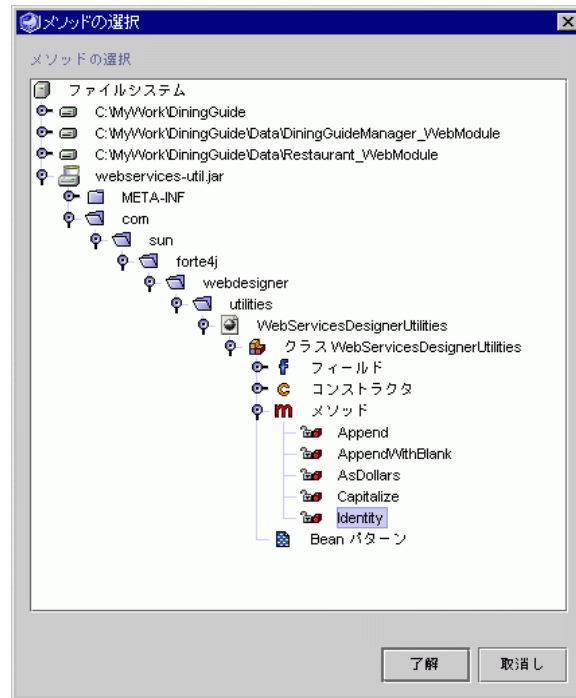 メソッドの選択
メソッドの選択
ファイルシステム
C:\MyWork\DiningGuide
C:\MyWork\DiningGuide\Data\DiningGuideManager_WebModule
C:\MyWork\DiningGuide\Data\Restaurant_WebModule
webservices-util.jar
META-INF
com
sun
forte4j
webdesigner
utilities
WebServicesDesignerUtilities
クラス WebServicesDesignerUtilities
フィールド
コンストラクタ
メソッド
Append
AppendWithBlank
AsDollars
Capitalize
Identity
Bean パターン
了解 取消し